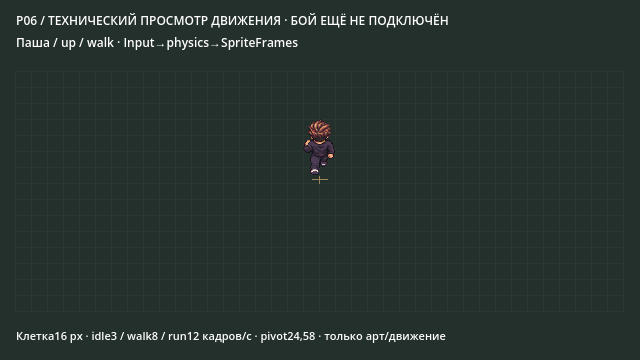 P06 / ТЕХНИЧЕСКИЙ ПРОСМОТР ДВИЖЕНИЯ · БОЙ ЕЩЁ НЕ ПОДКЛЮЧЁН
Паша / up / walk · Input→physics→SpriteFrames
Клетка16 px · idle3 / walk8 / run12 кадров/с · pivot24,58 · только арт/движение